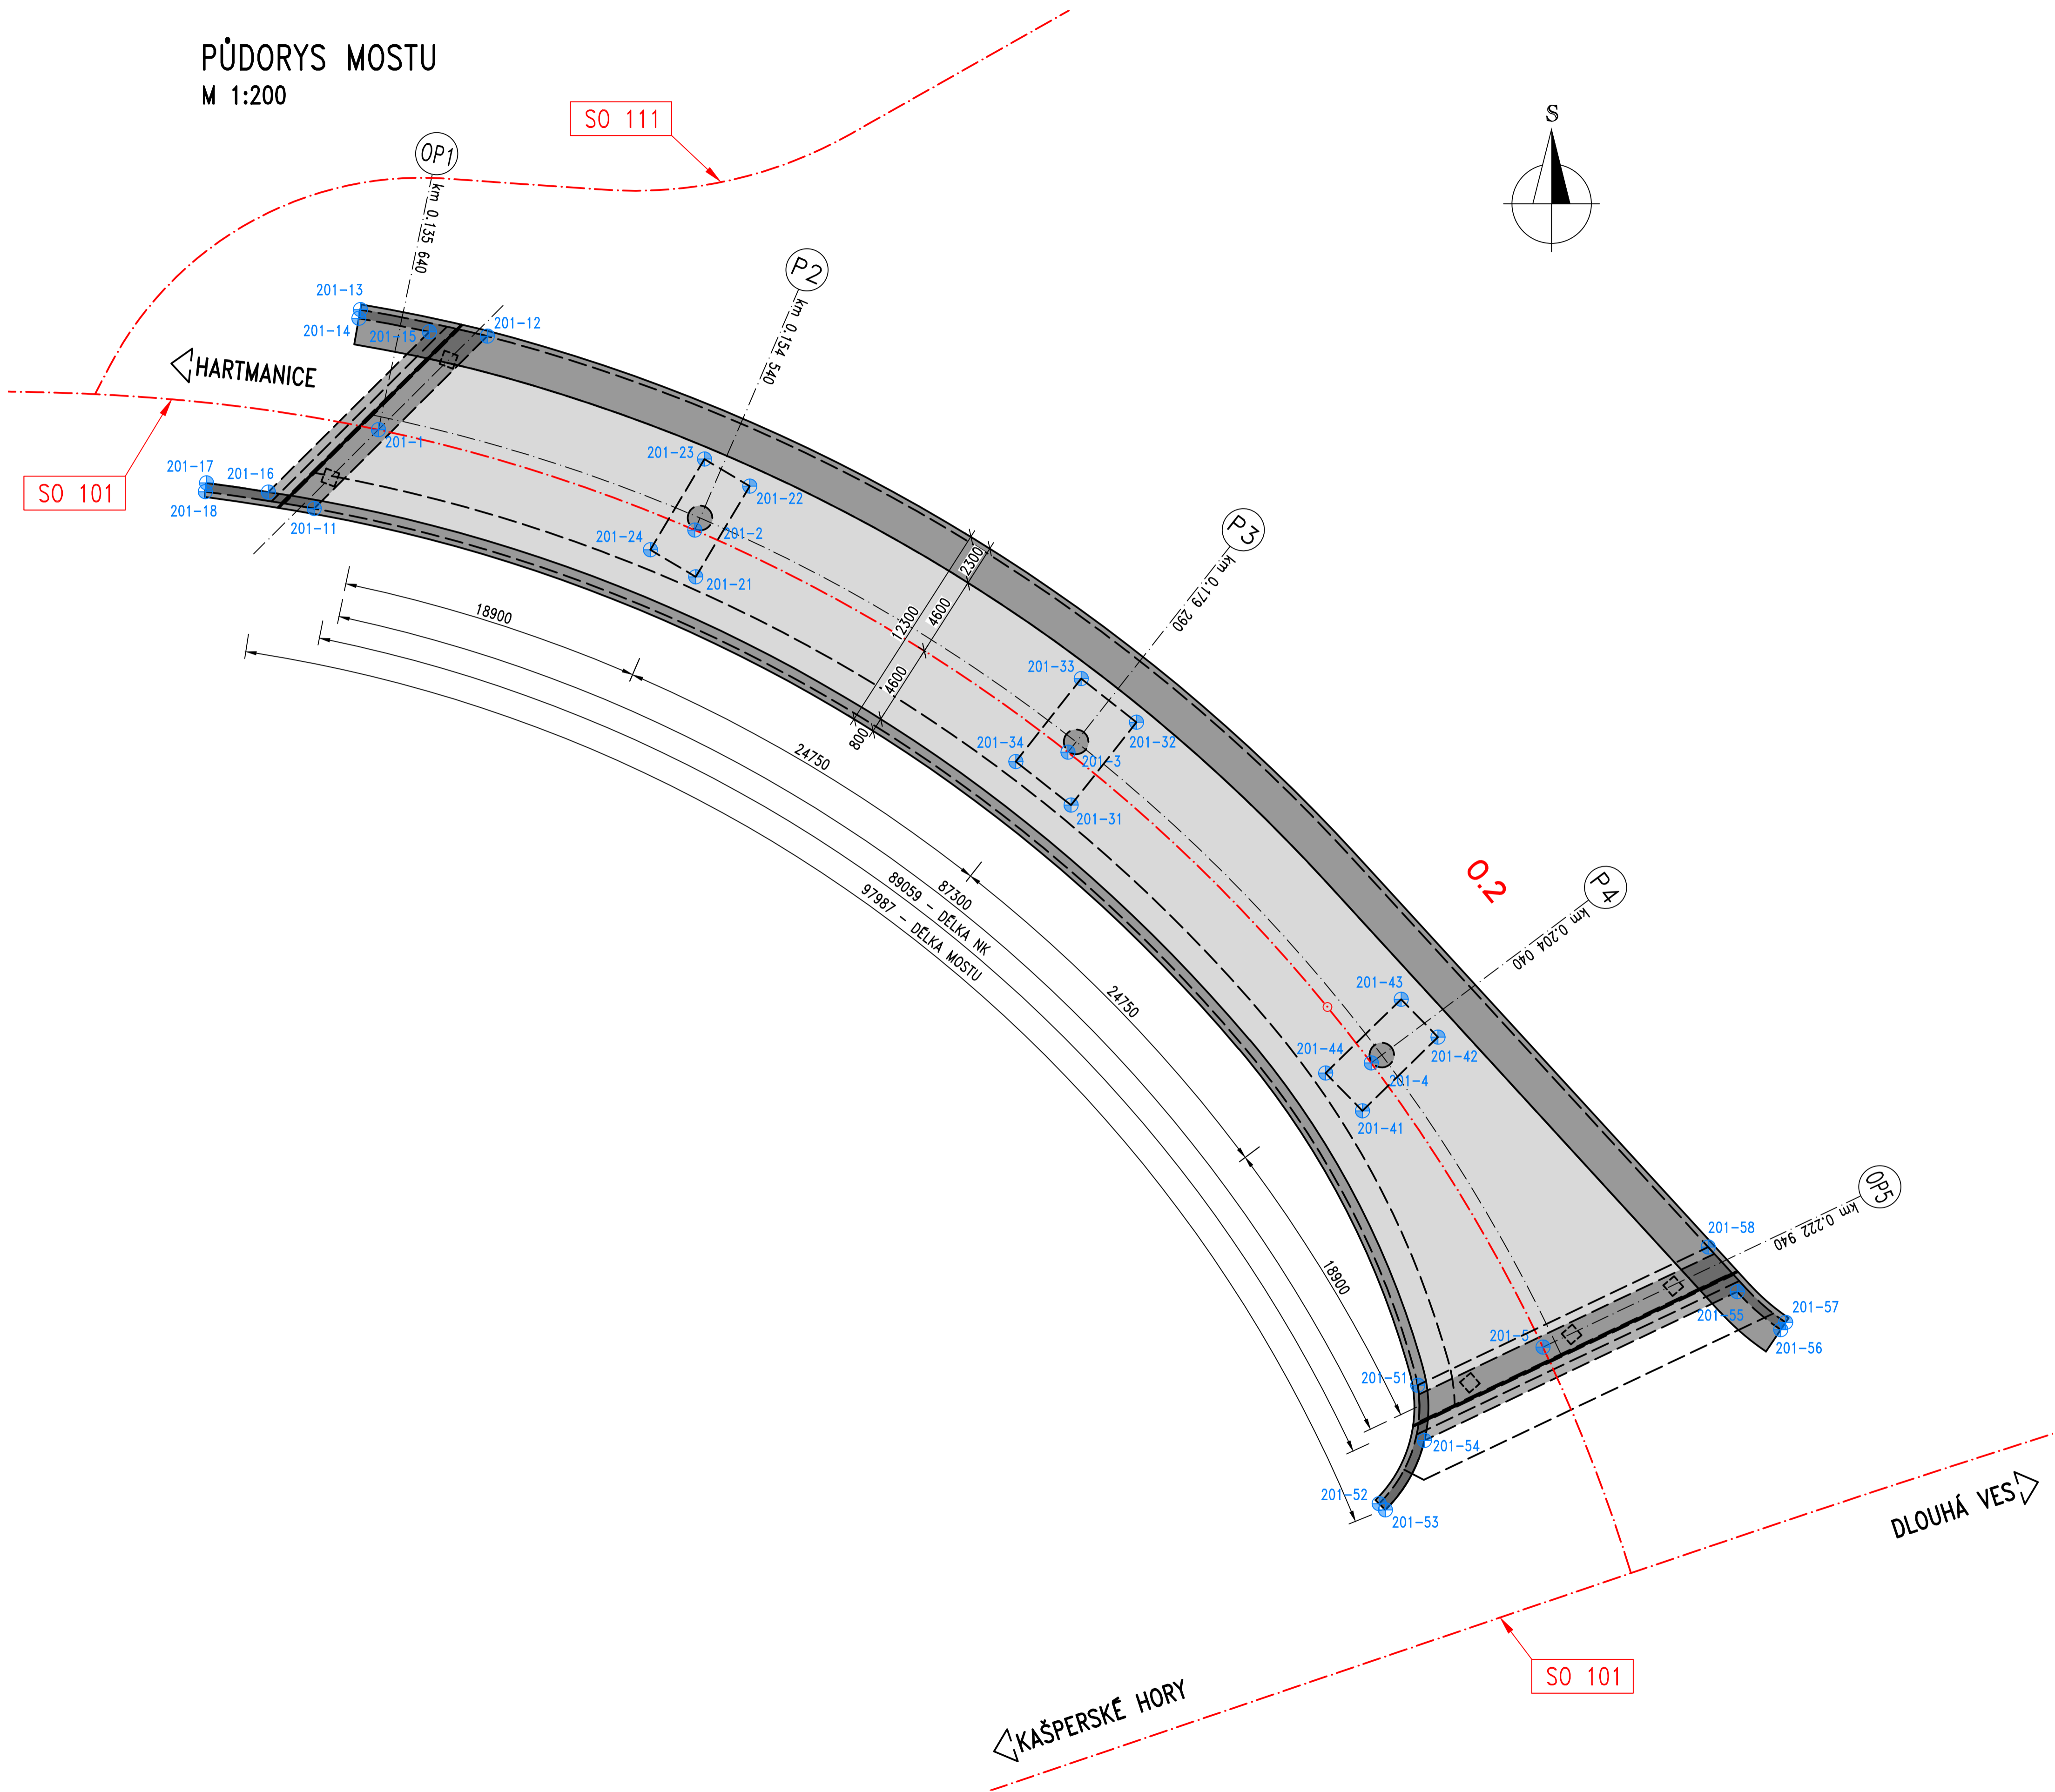 PŮDORYS MOSTU
M 1:200
SO 111
S
OP1
km 0.135 640
P2
km 0.154 540
201-13
201-14
201-15
201-12
HARTMANICE
201-1
201-17
201-16
201-18
201-11
SO 101
201-23
201-22
201-2
201-24
201-21
P3
km 0.179 290
2300
12300
4600
4600
800
18900
24750
201-33
201-32
201-34
201-3
201-31
87300
89059 - DÉLKA NK
97987 - DÉLKA MOSTU
0.2
P4
km 0.204 040
201-43
201-42
201-44
201-4
201-41
24750
18900
OP5
km 0.222 940
201-58
201-57
201-55
201-56
201-5
201-51
201-54
201-52
201-53
DLOUHÁ VES
SO 101
KAŠPERSKÉ HORY